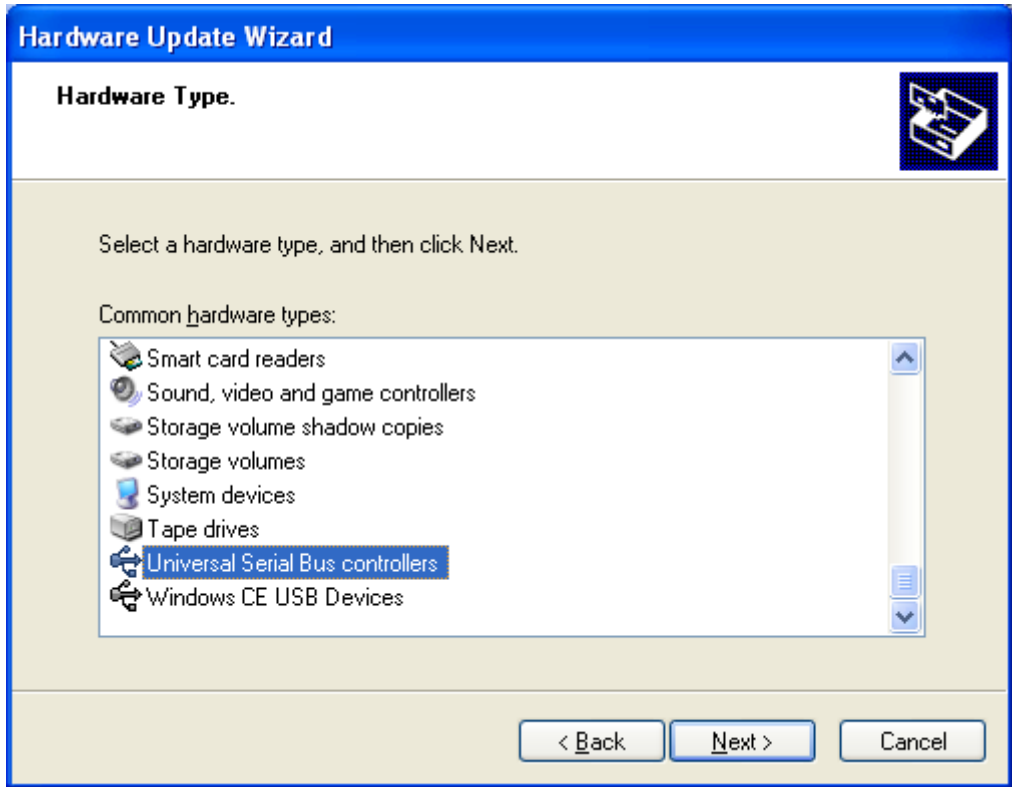 Hardware Update Wizard
Hardware Type.
Select a hardware type, and then click Next.
Common hardware types:
Smart card readers
Sound, video and game controllers
Storage volume shadow copies
Storage volumes
System devices
Tape drives
Universal Serial Bus controllers
Windows CE USB Devices
< Back Next > Cancel